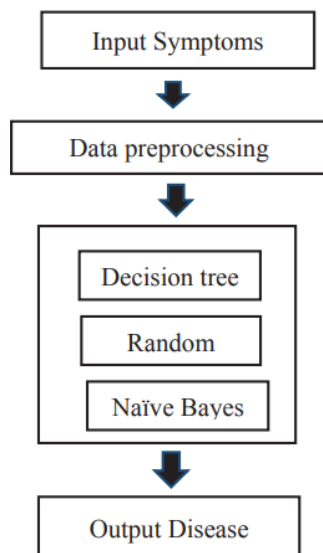 Input Symptoms
Data preprocessing
Decision tree
Random
Naïve Bayes
Output Disease